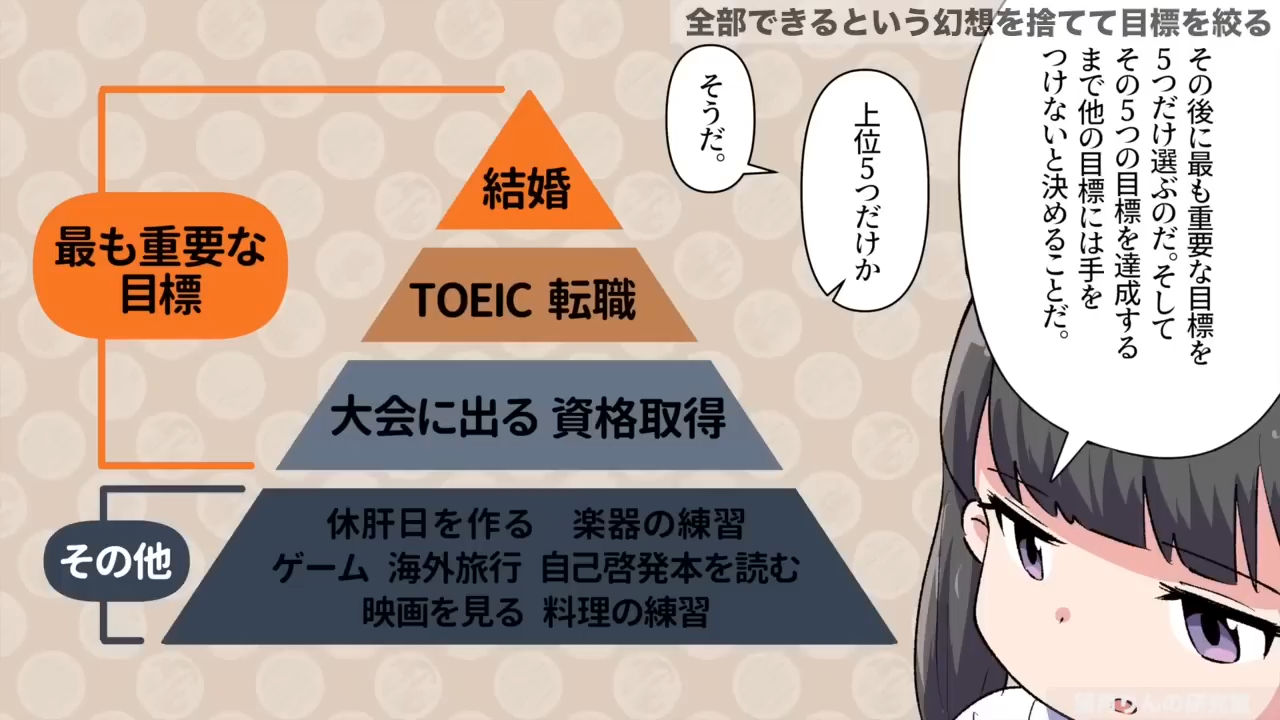 全部できるという幻想を捨てて目標を絞る
その後に最も重要な目標を
5つだけ選ぶのだ。そして
その5つの目標を達成する
まで他の目標には手を
つけないと決めることだ。
上位5つだけか
そうだ。
最も重要な
目標
結婚
TOEIC 転職
大会に出る 資格取得
その他
休肝日を作る 楽器の練習
ゲーム 海外旅行 自己啓発本を読む
映画を見る 料理の練習